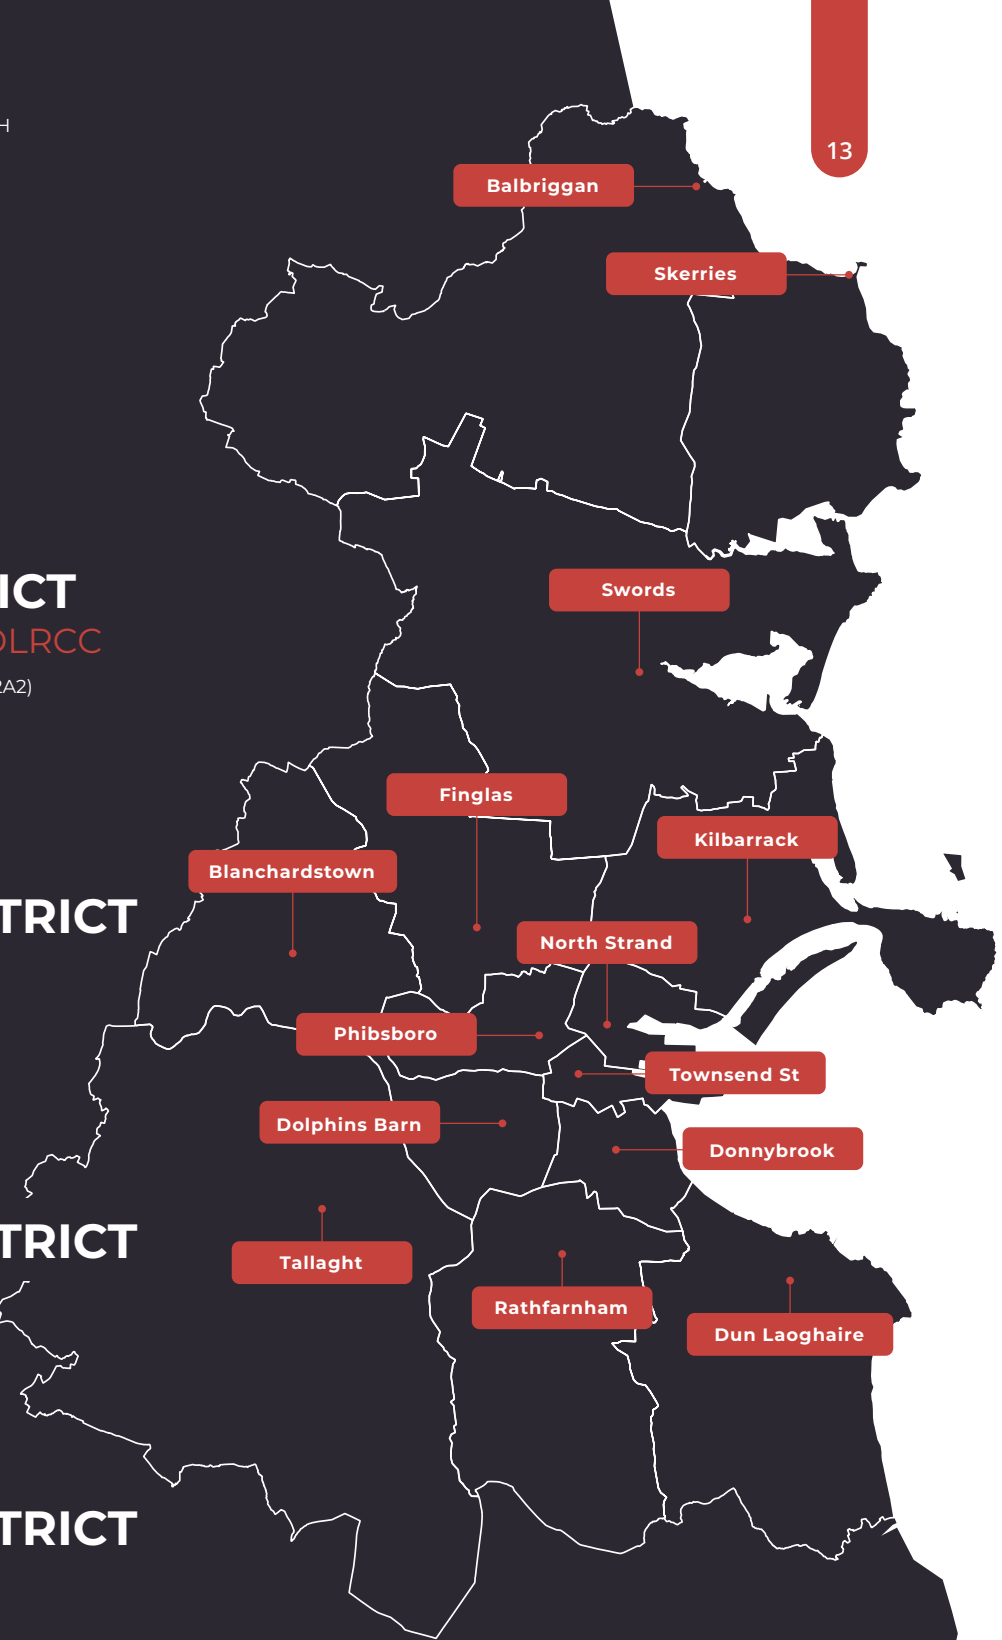 13
H
Balbriggan
Skerries
ICT
DLRCC
Swords
2A2)
Finglas
Kilbarrack
Blanchardstown
TRICT
North Strand
Phibsboro
Townsend St
Dolphins Barn
Donnybrook
TRICT
Tallaght
Rathfarnham
Dun Laoghaire
TRICT